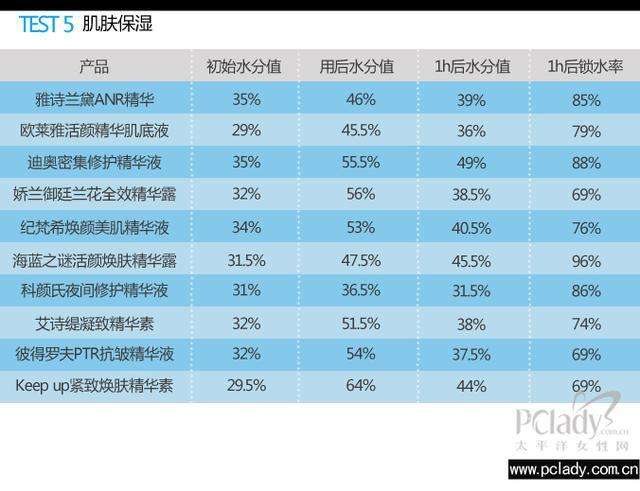 TEST 5 肌肤保湿
产品 初始水分值 用后水分值 1h后水分值 1h后锁水率
雅诗兰黛ANR精华 35% 46% 39% 85%
欧莱雅活颜精华肌底液 29% 45.5% 36% 79%
迪奥密集修护精华液 35% 55.5% 49% 88%
娇兰御廷兰花全效精华露 32% 56% 38.5% 69%
纪梵希焕颜美肌精华液 34% 53% 40.5% 76%
海蓝之谜活颜焕肤精华露 31.5% 47.5% 45.5% 96%
科颜氏夜间修护精华液 31% 36.5% 31.5% 86%
艾诗缇凝致精华素 32% 51.5% 38% 74%
彼得罗夫PTR抗皱精华液 32% 54% 37.5% 69%
Keep up紧致焕肤精华素 29.5% 64% 44% 69%
PClady.com.cn
太平洋女性网
www.pclady.com.cn